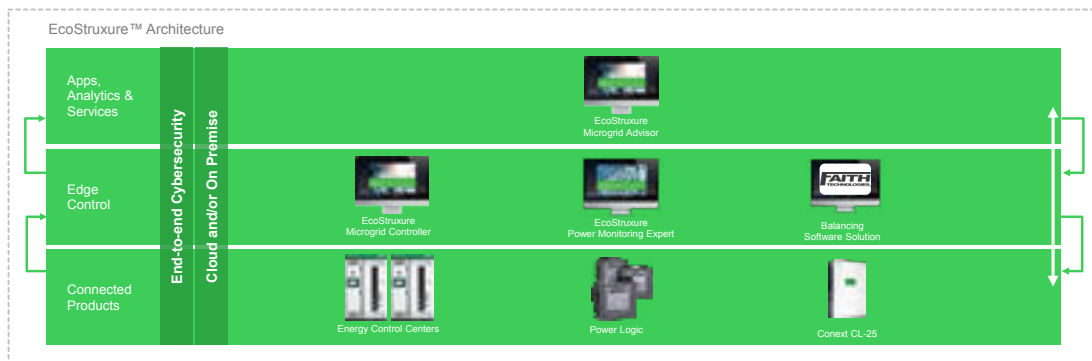 EcoStruxure™ Architecture
Apps,
Analytics &
Services
End-to-end Cybersecurity
Cloud and/or On Premise
EcoStruxure
Microgrid Advisor
Edge
Control
EcoStruxure
Microgrid Controller
EcoStruxure
Power Monitoring Expert
FAITH
TECHNOLOGIES
Balancing
Software Solution
Connected
Products
Energy Control Centers
Power Logic
Conext CL-25